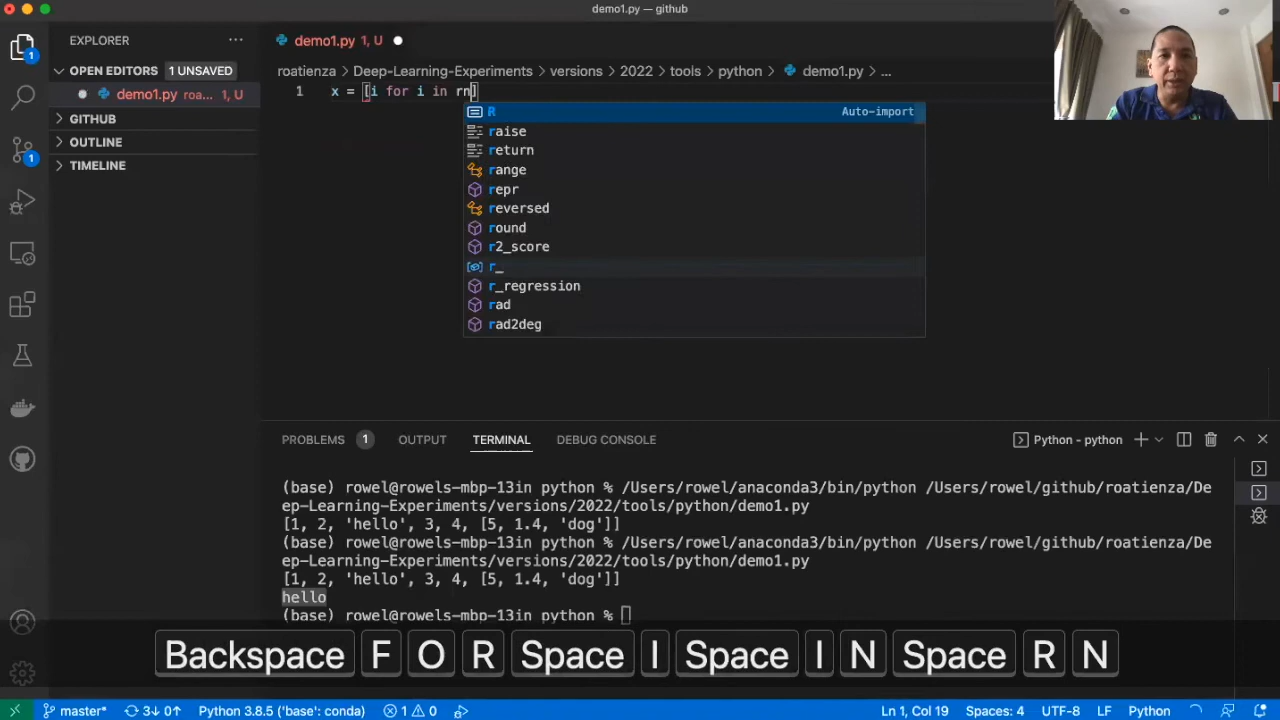 demo1.py — github
EXPLORER
demo1.py 1, U
OPEN EDITORS 1 UNSAVED
demo1.py roa... 1, U
GITHUB
OUTLINE
TIMELINE
roatienza > Deep-Learning-Experiments > versions > 2022 > tools > python > demo1.py > ...
1 x = [i for i in rn]
R Auto-import
raise
return
range
repr
reversed
round
r2_score
r_
r_regression
rad
rad2deg
PROBLEMS 1 OUTPUT TERMINAL DEBUG CONSOLE
Python - python
(base) rowel@rowels-mbp-13in python % /Users/rowel/anaconda3/bin/python /Users/rowel/github/roatienza/De
ep-Learning-Experiments/versions/2022/tools/python/demo1.py
[1, 2, 'hello', 3, 4, [5, 1.4, 'dog']]
(base) rowel@rowels-mbp-13in python % /Users/rowel/anaconda3/bin/python /Users/rowel/github/roatienza/De
ep-Learning-Experiments/versions/2022/tools/python/demo1.py
[1, 2, 'hello', 3, 4, [5, 1.4, 'dog']]
hello
(base) rowel@rowels-mbp-13in python %
Backspace F O R Space I Space I N Space R N
master* 3↓ 0↑ Python 3.8.5 ('base': conda) 1 0 Ln 1, Col 19 Spaces: 4 UTF-8 LF Python